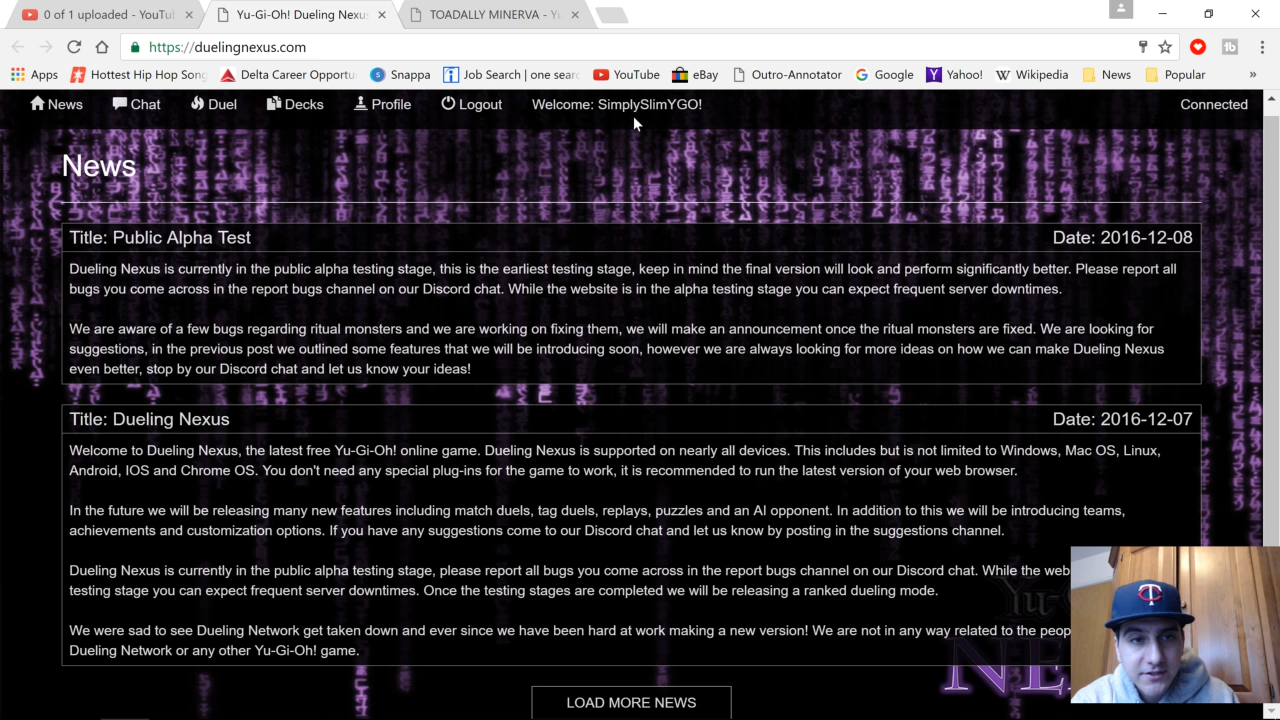 0 of 1 uploaded - YouTu
Yu-Gi-Oh! Dueling Nexus
TOADALLY MINERVA - Yu
https://duelingnexus.com
Apps
Hottest Hip Hop Song
Delta Career Opportu
Snappa
Job Search | one searc
YouTube
eBay
Outro-Annotator
Google
Yahoo!
Wikipedia
News
Popular
»
News
Chat
Duel
Decks
Profile
Logout
Welcome: SimplySlimYGO!
Connected
News
Title: Public Alpha Test
Date: 2016-12-08
Dueling Nexus is currently in the public alpha testing stage, this is the earliest testing stage, keep in mind the final version will look and perform significantly better. Please report all
bugs you come across in the report bugs channel on our Discord chat. While the website is in the alpha testing stage you can expect frequent server downtimes.
We are aware of a few bugs regarding ritual monsters and we are working on fixing them, we will make an announcement once the ritual monsters are fixed. We are looking for
suggestions, in the previous post we outlined some features that we will be introducing soon, however we are always looking for more ideas on how we can make Dueling Nexus
even better, stop by our Discord chat and let us know your ideas!
Title: Dueling Nexus
Date: 2016-12-07
Welcome to Dueling Nexus, the latest free Yu-Gi-Oh! online game. Dueling Nexus is supported on nearly all devices. This includes but is not limited to Windows, Mac OS, Linux,
Android, IOS and Chrome OS. You don't need any special plug-ins for the game to work, it is recommended to run the latest version of your web browser.
In the future we will be releasing many new features including match duels, tag duels, replays, puzzles and an AI opponent. In addition to this we will be introducing teams,
achievements and customization options. If you have any suggestions come to our Discord chat and let us know by posting in the suggestions channel.
Dueling Nexus is currently in the public alpha testing stage, please report all bugs you come across in the report bugs channel on our Discord chat. While the web
testing stage you can expect frequent server downtimes. Once the testing stages are completed we will be releasing a ranked dueling mode.
We were sad to see Dueling Network get taken down and ever since we have been hard at work making a new version! We are not in any way related to the peop
Dueling Network or any other Yu-Gi-Oh! game.
Yu-
NE
LOAD MORE NEWS